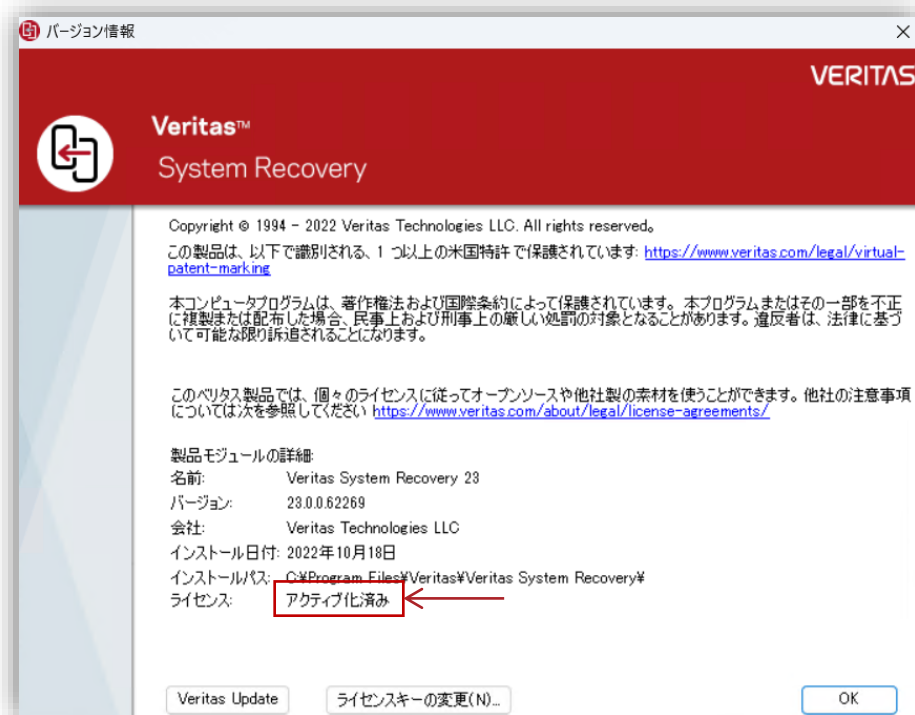 バージョン情報
VERITAS
Veritas™
System Recovery
Copyright © 1994 - 2022 Veritas Technologies LLC. All rights reserved。
この製品は、以下で識別される、1 つ以上の米国特許で保護されています: https://www.veritas.com/legal/virtual-
patent-marking
本コンピュータプログラムは、著作権法および国際条約によって保護されています。本プログラムまたはその一部を不正
に複製または配布した場合、民事上および刑事上の厳しい処罰の対象となることがあります。違反者は、法律に基づ
いて可能な限り訴追されることになります。
このベリタス製品では、個々のライセンスに従ってオープンソースや他社製の素材を使うことができます。他社の注意事項
については次を参照してください https://www.veritas.com/about/legal/license-agreements/
製品モジュールの詳細:
名前: Veritas System Recovery 23
バージョン: 23.0.0.62269
会社: Veritas Technologies LLC
インストール日付: 2022年10月18日
インストールパス: C:¥Program Files¥Veritas¥Veritas System Recovery¥
ライセンス: アクティブ化済み
Veritas Update ライセンスキーの変更(N)... OK